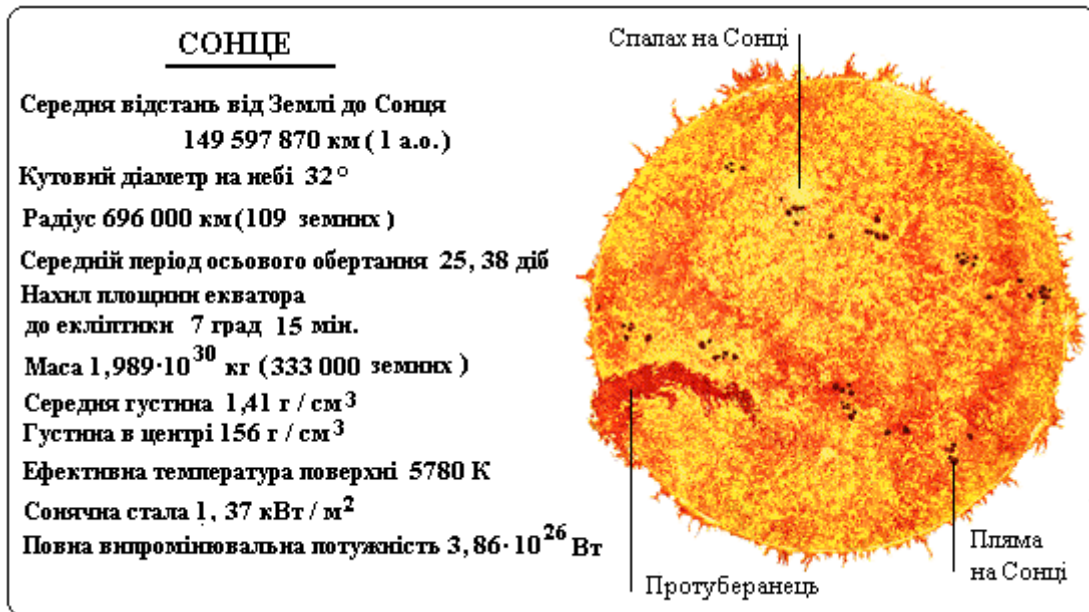 СОНЦЕ
Середня відстань від Землі до Сонця
149 597 870 км ( 1 а.о.)
Кутовий діаметр на небі 32°
Радіус 696 000 км (109 земних )
Середній період осьового обертання 25, 38 діб
Нахил площини екватора
до екліптики 7 град 15 мін.
Маса 1,989·10³⁰ кг (333 000 земних )
Середня густина 1,41 г / см³
Густина в центрі 156 г / см³
Ефективна температура поверхні 5780 К
Сонячна стала 1, 37 кВт / м²
Повна випромінювальна потужність 3, 86·10²⁶ Вт
Спалах на Сонці
Протуберанець
Пляма
на Сонці